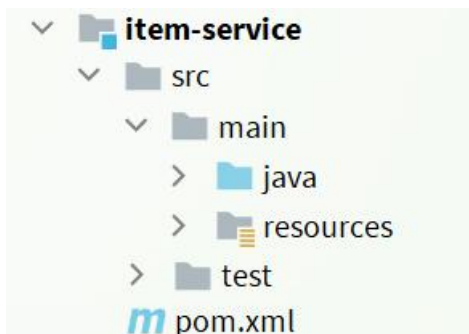 item-service
src
main
java
resources
test
pom.xml